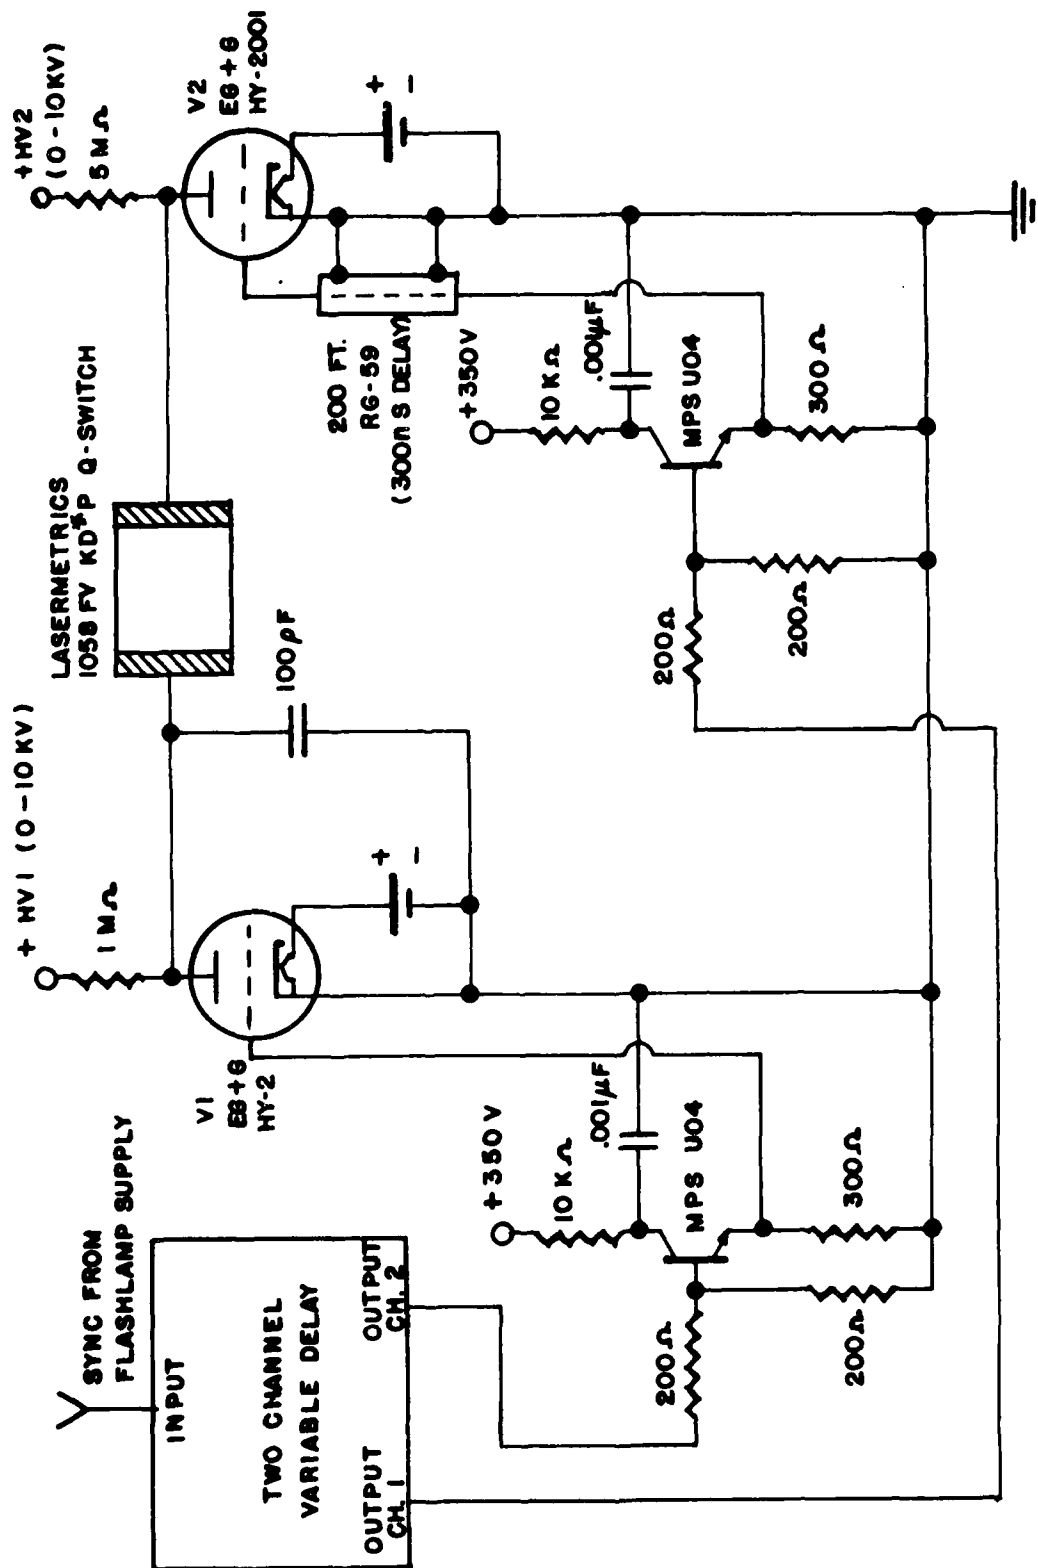 SYNC FROM
FLASHLAMP SUPPLY
INPUT
TWO CHANNEL
VARIABLE DELAY
OUTPUT
CH. 1
OUTPUT
CH. 2
+ HV1 (0-10KV)
1MΩ
V1
EG+G
HY-2
+
-
100pF
LASERMETRICS
1058 FV KD*P Q-SWITCH
+HV2
(0-10KV)
5MΩ
V2
EG+G
HY-2001
+
-
200 FT.
RG-59
(300nS DELAY)
+350V
10KΩ
.001μF
MPS U04
200Ω
200Ω
300Ω
+350V
10KΩ
.001μF
MPSU04
200Ω
200Ω
300Ω